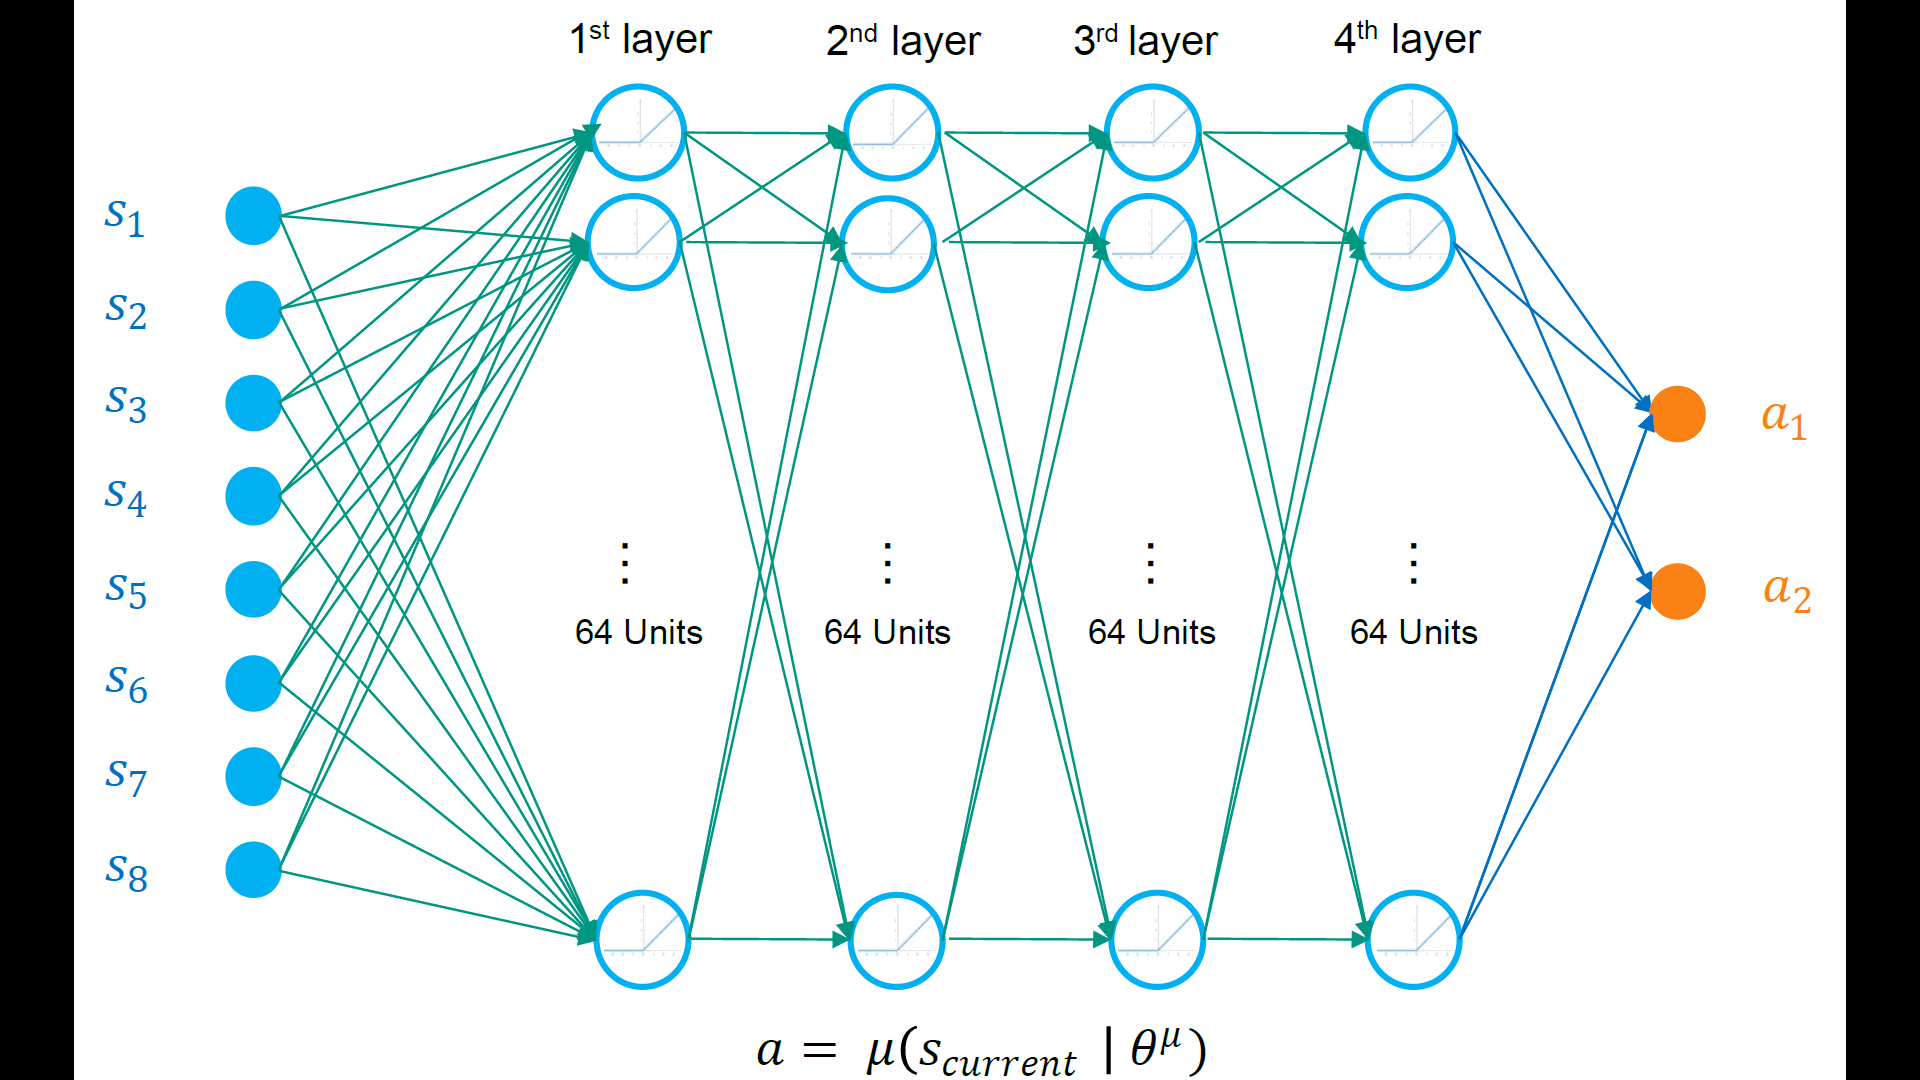 1st layer 2nd layer 3rd layer 4th layer
s1
s2
s3
s4
s5
s6
s7
s8
⋮ ⋮ ⋮ ⋮
64 Units 64 Units 64 Units 64 Units
a1
a2
a = μ(scurrent | θ^μ)